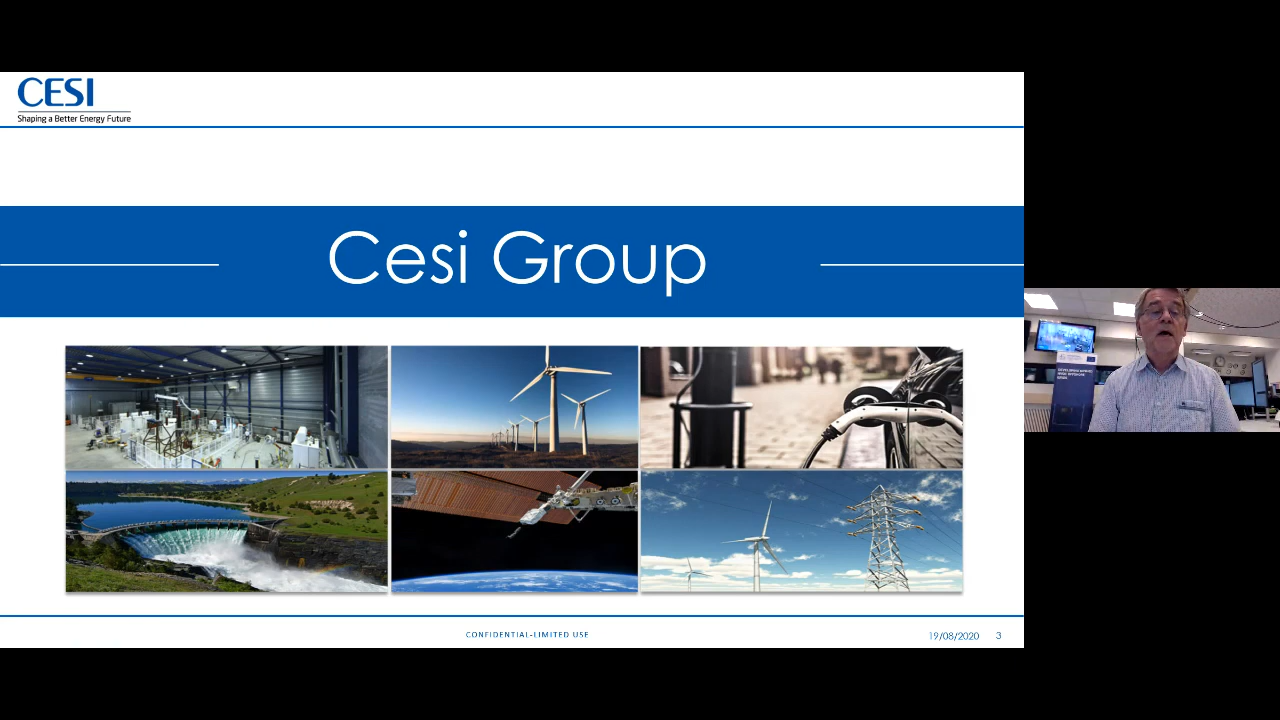 CESI
Shaping a Better Energy Future
Cesi Group
CONFIDENTIAL-LIMITED USE
19/08/2020 3